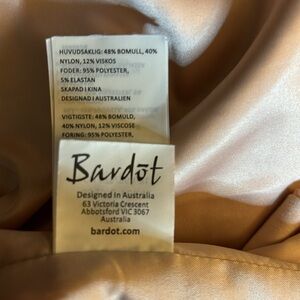 HUVUDSAKLIG: 48% BOMULL, 40%
NYLON, 12% VISKOS
FODER: 95% POLYESTER,
5% ELASTAN
SKAPAD I KINA
DESIGNAD I AUSTRALIEN
VIGTIGSTE: 48% BOMULD,
40% NYLON, 12% VISCOSE
FORING: 95% POLYESTER,
Bardōt
Designed in Australia
63 Victoria Crescent
Abbotsford VIC 3067
Australia
bardot.com